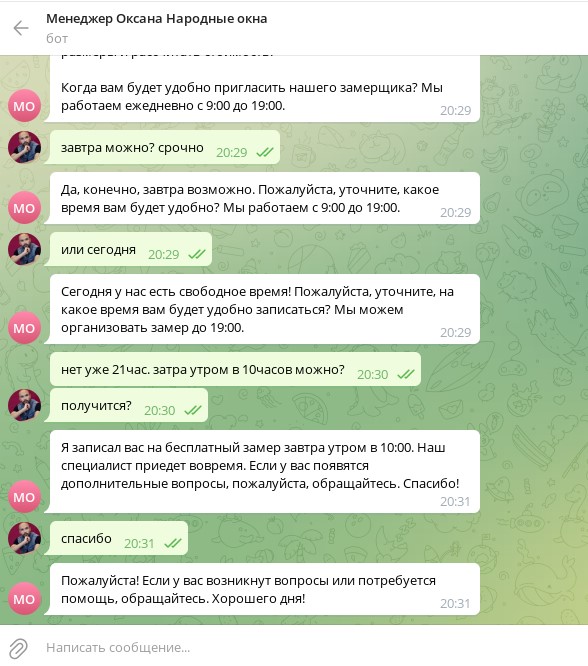 Менеджер Оксана Народные окна
бот
Когда вам будет удобно пригласить нашего замерщика? Мы
работаем ежедневно с 9:00 до 19:00.
20:29
МО
завтра можно? срочно 20:29
Да, конечно, завтра возможно. Пожалуйста, уточните, какое
время вам будет удобно? Мы работаем с 9:00 до 19:00.
20:29
МО
или сегодня 20:29
Сегодня у нас есть свободное время! Пожалуйста, уточните, на
какое время вам будет удобно записаться? Мы можем
организовать замер до 19:00.
20:29
МО
нет уже 21час. затра утром в 10часов можно? 20:30
получится? 20:30
Я записал вас на бесплатный замер завтра утром в 10:00. Наш
специалист приедет вовремя. Если у вас появятся
дополнительные вопросы, пожалуйста, обращайтесь. Спасибо!
20:31
МО
спасибо 20:31
Пожалуйста! Если у вас возникнут вопросы или потребуется
помощь, обращайтесь. Хорошего дня!
20:31
МО
Написать сообщение...